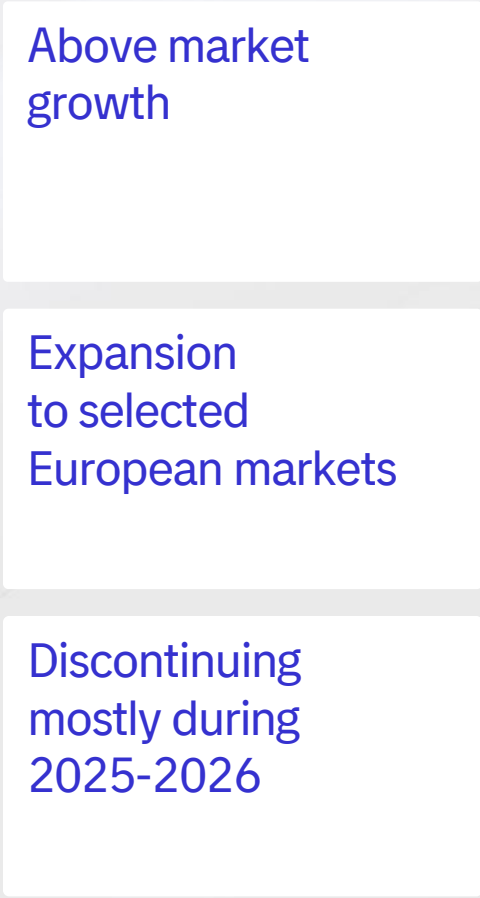 Above market
growth
Expansion
to selected
European markets
Discontinuing
mostly during
2025-2026